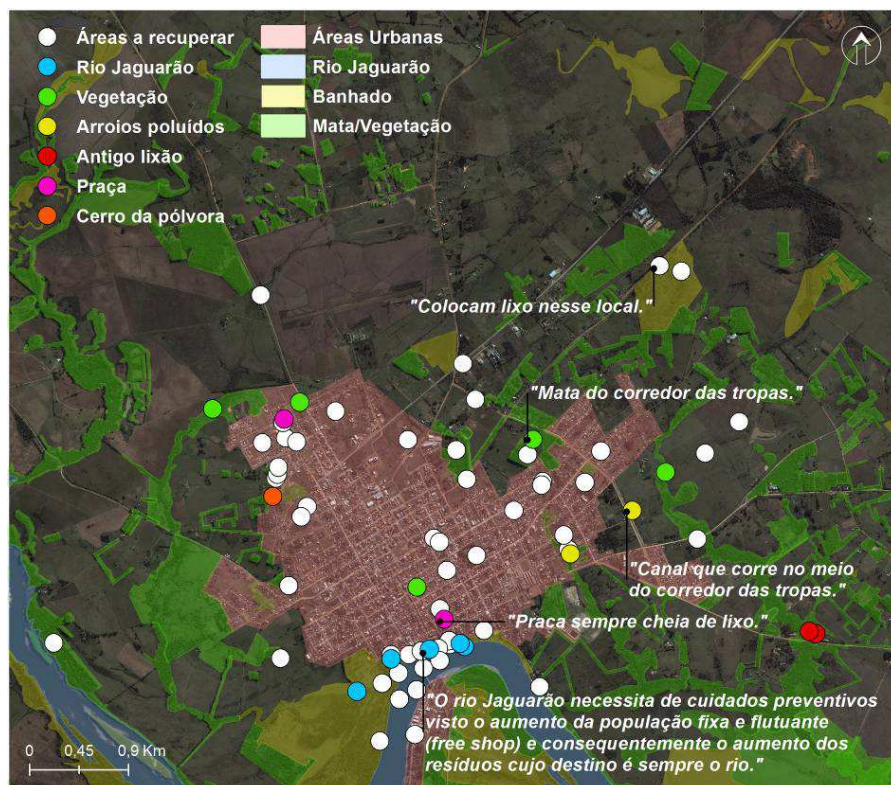 Áreas a recuperar
Rio Jaguarão
Vegetação
Arroios poluídos
Antigo lixão
Praça
Cerro da pólvora
Áreas Urbanas
Rio Jaguarão
Banhado
Mata/Vegetação
"Colocam lixo nesse local."
"Mata do corredor das tropas."
"Canal que corre no meio
do corredor das tropas."
"Praca sempre cheia de lixo."
"O rio Jaguarão necessita de cuidados preventivos
visto o aumento da população fixa e flutuante
(free shop) e consequentemente o aumento dos
resíduos cujo destino é sempre o rio."
0 0,45 0,9 Km